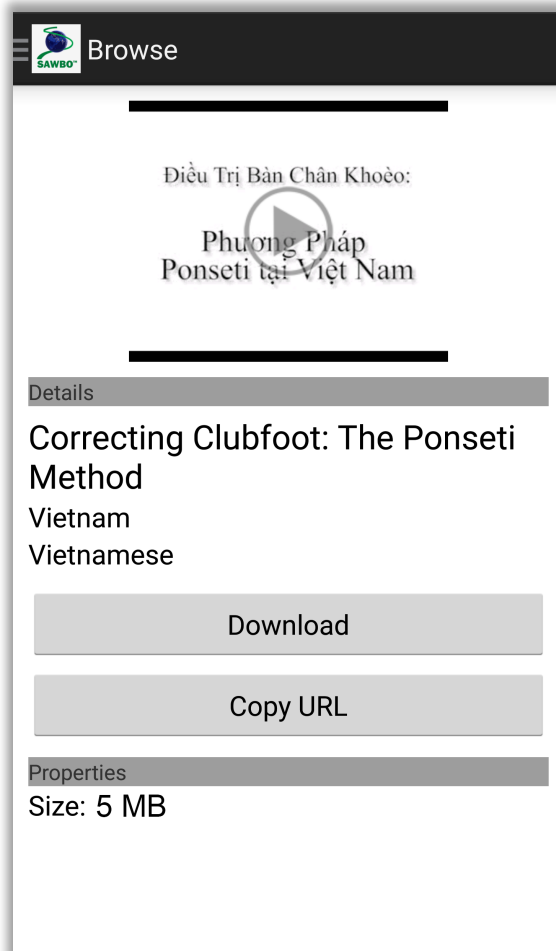 SAWBO™
Browse
Điều Trị Bàn Chân Khoèo:
Phương Pháp
Ponseti tại Việt Nam
Details
Correcting Clubfoot: The Ponseti
Method
Vietnam
Vietnamese
Download
Copy URL
Properties
Size: 5 MB